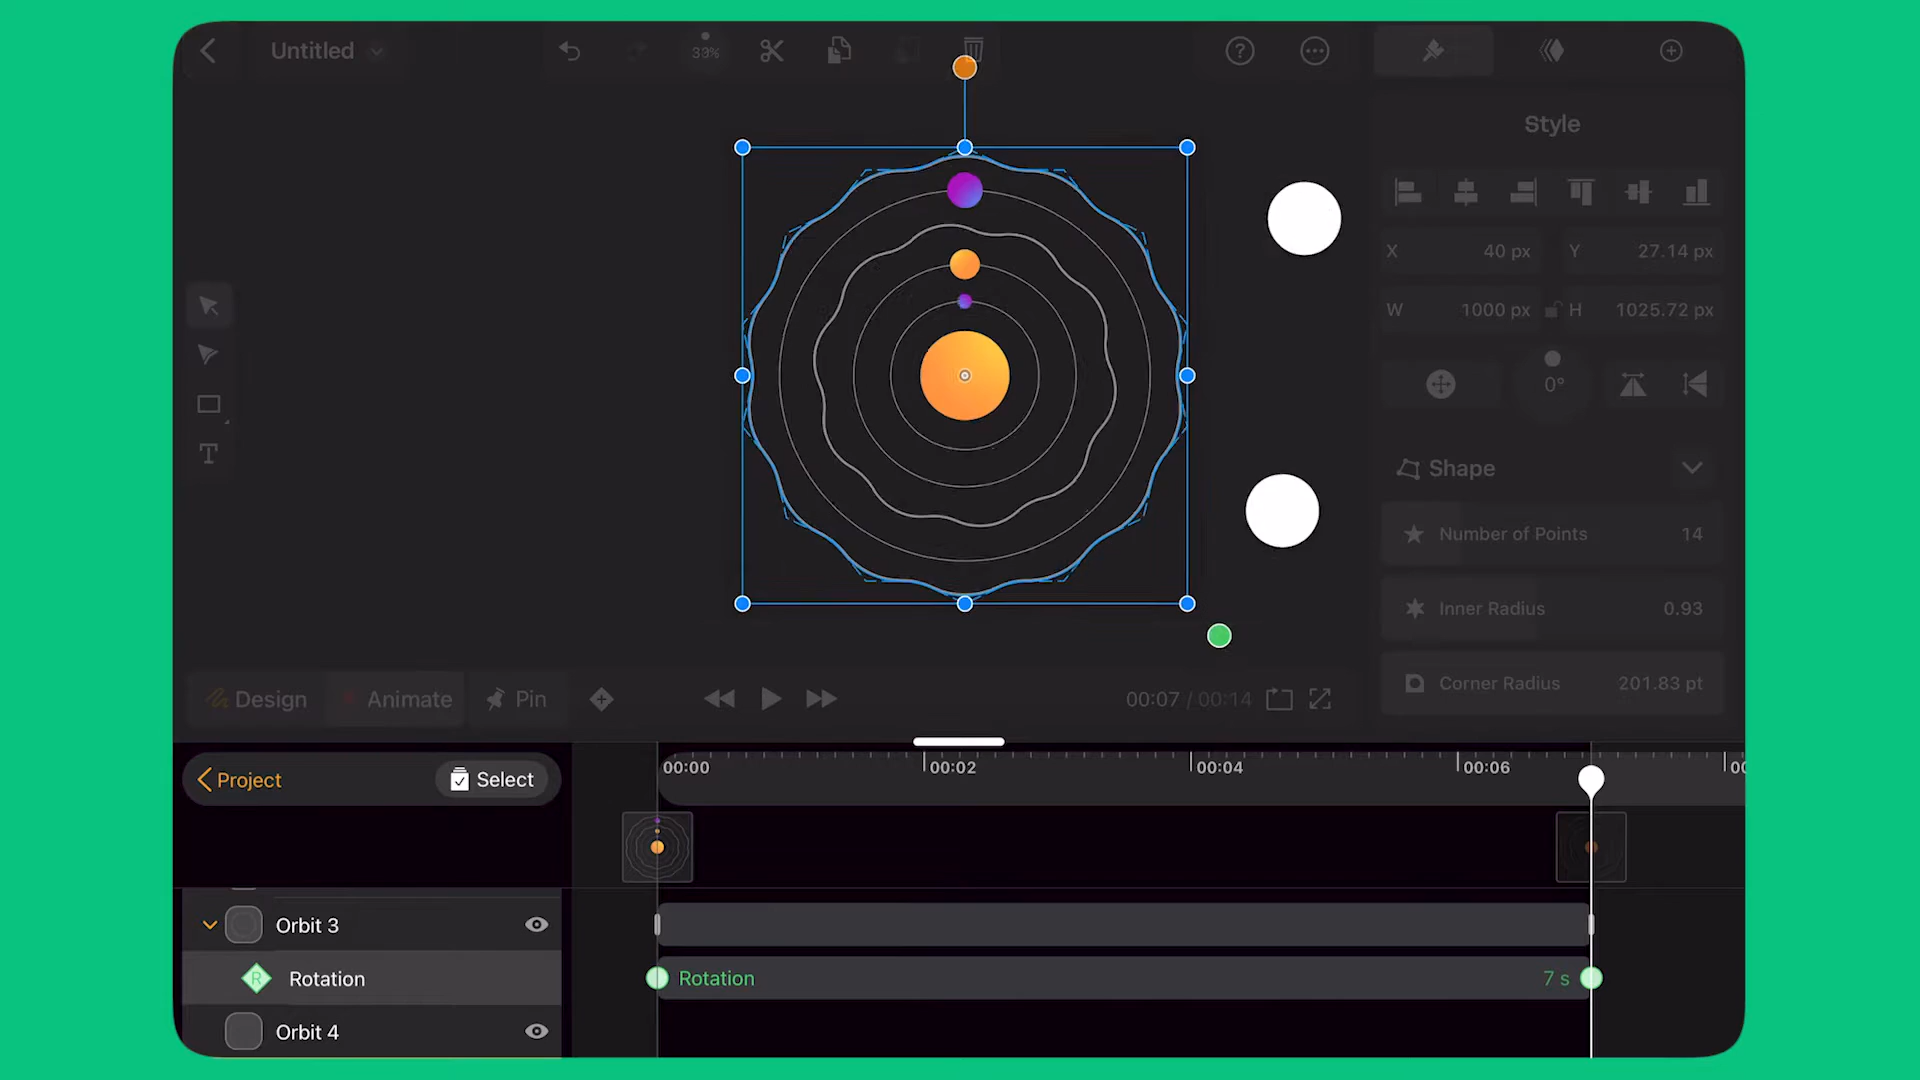 Untitled
33%
Style
X 40 px Y 27.14 px
W 1000 px H 1025.72 px
0°
Shape
Number of Points 14
Inner Radius 0.93
Corner Radius 201.83 pt
T
Design Animate Pin
00:07 / 00:14
Project Select
00:00 00:02 00:04 00:06
Orbit 3
R Rotation
Rotation 7 s
Orbit 4